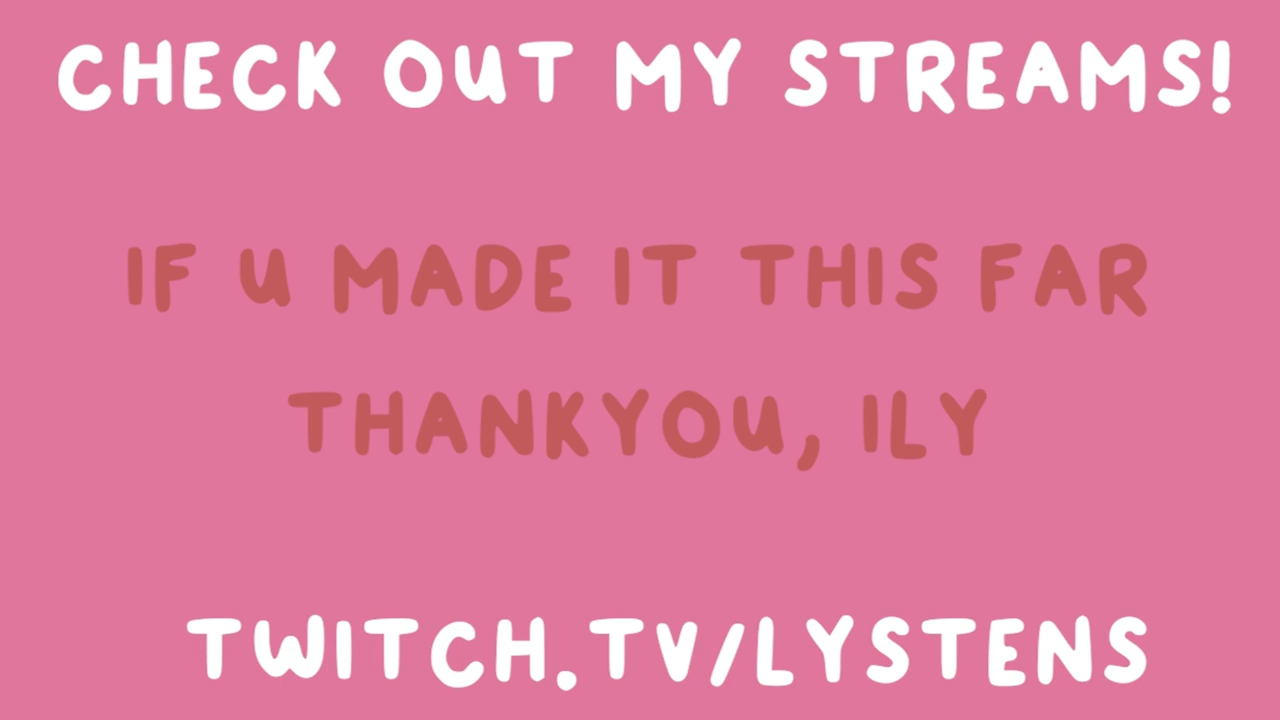 CHECK OUT MY STREAMS!
IF U MADE IT THIS FAR
THANKYOU, ILY
TWITCH.TV/LYSTENS